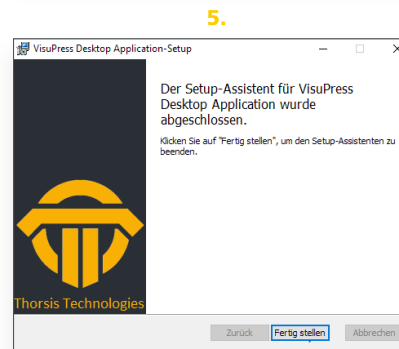 5.
VisuPress Desktop Application-Setup
Der Setup-Assistent für VisuPress
Desktop Application wurde
abgeschlossen.
Klicken Sie auf "Fertig stellen", um den Setup-Assistenten zu
beenden.
Thorsis Technologies
Zurück Fertig stellen Abbrechen